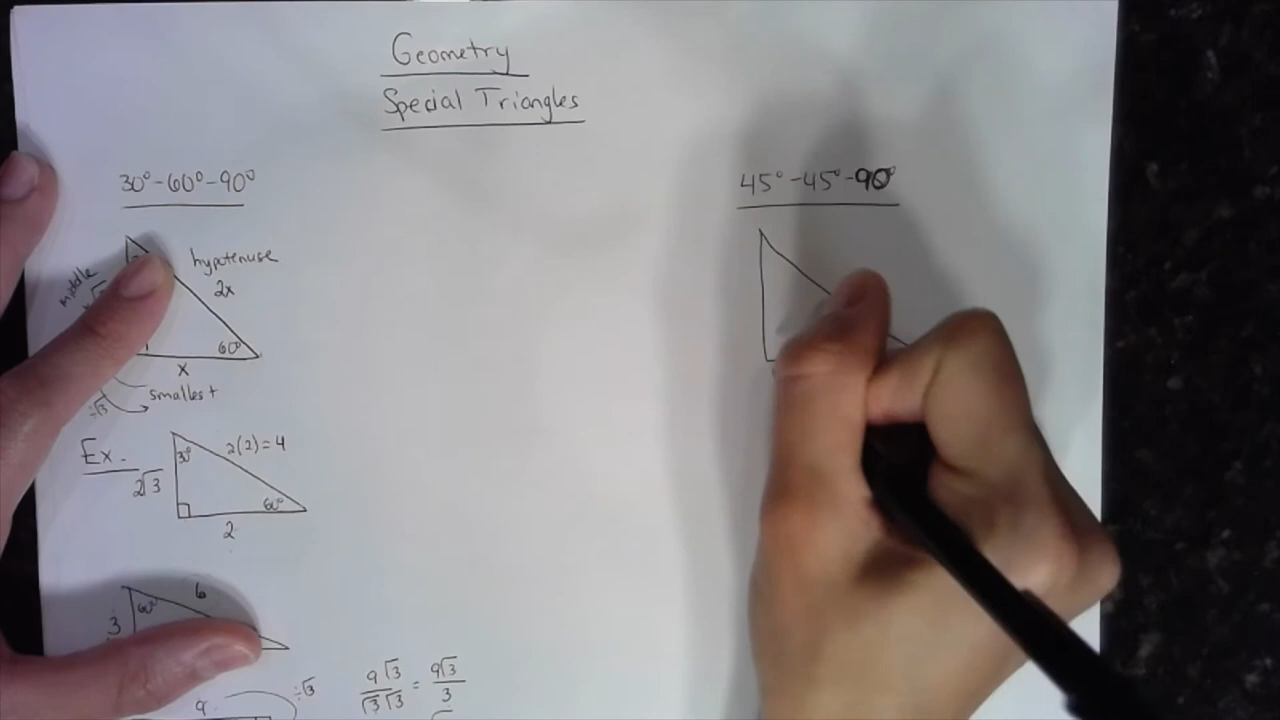 Geometry
Special Triangles
30°-60°-90°
hypotenuse
middle
2x
60°
x
smallest
÷√3
Ex.
30°
2(2)=4
2√3
60°
2
6
60°
3
9
÷√3
9√3 = 9√3
√3√3 3
45°-45°-90°